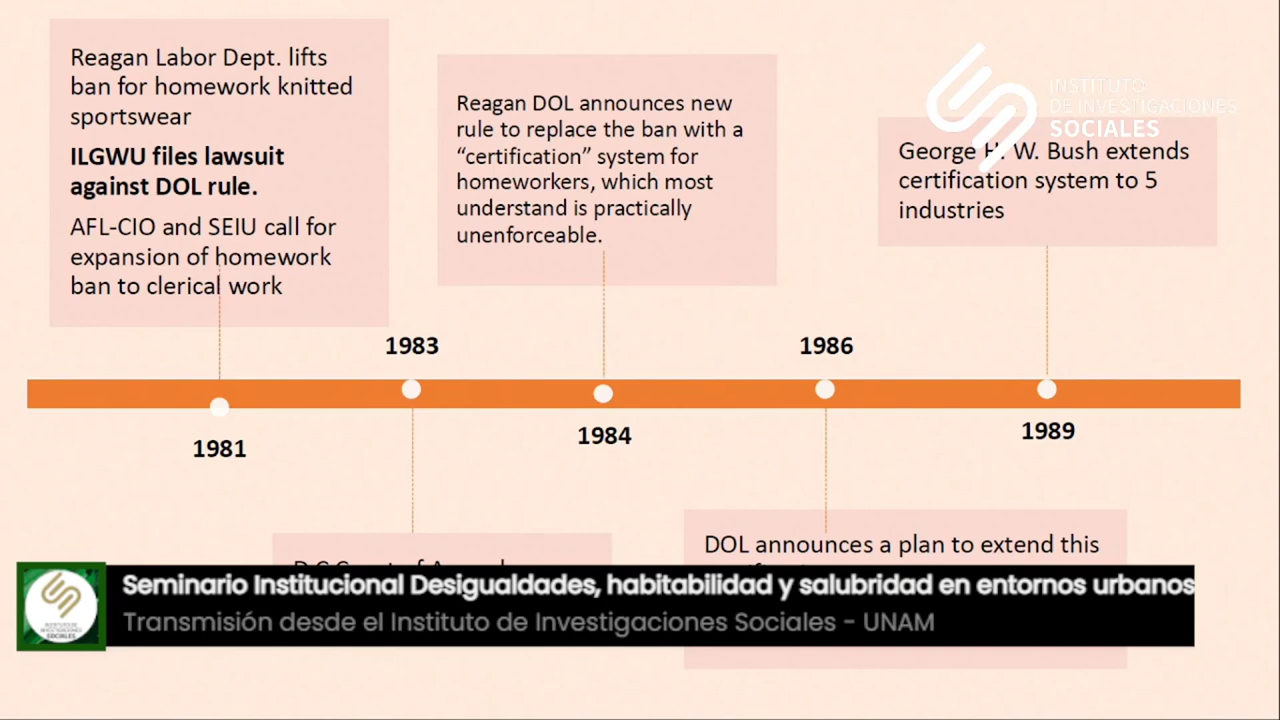 Reagan Labor Dept. lifts
ban for homework knitted
sportswear
ILGWU files lawsuit
against DOL rule.
AFL-CIO and SEIU call for
expansion of homework
ban to clerical work
Reagan DOL announces new
rule to replace the ban with a
“certification” system for
homeworkers, which most
understand is practically
unenforceable.
INSTITUTO
DE INVESTIGACIONES
SOCIALES
George H. W. Bush extends
certification system to 5
industries
1983
1986
1981
1984
1989
DOL announces a plan to extend this
Seminario Institucional Desigualdades, habitabilidad y salubridad en entornos urbanos
Transmisión desde el Instituto de Investigaciones Sociales - UNAM